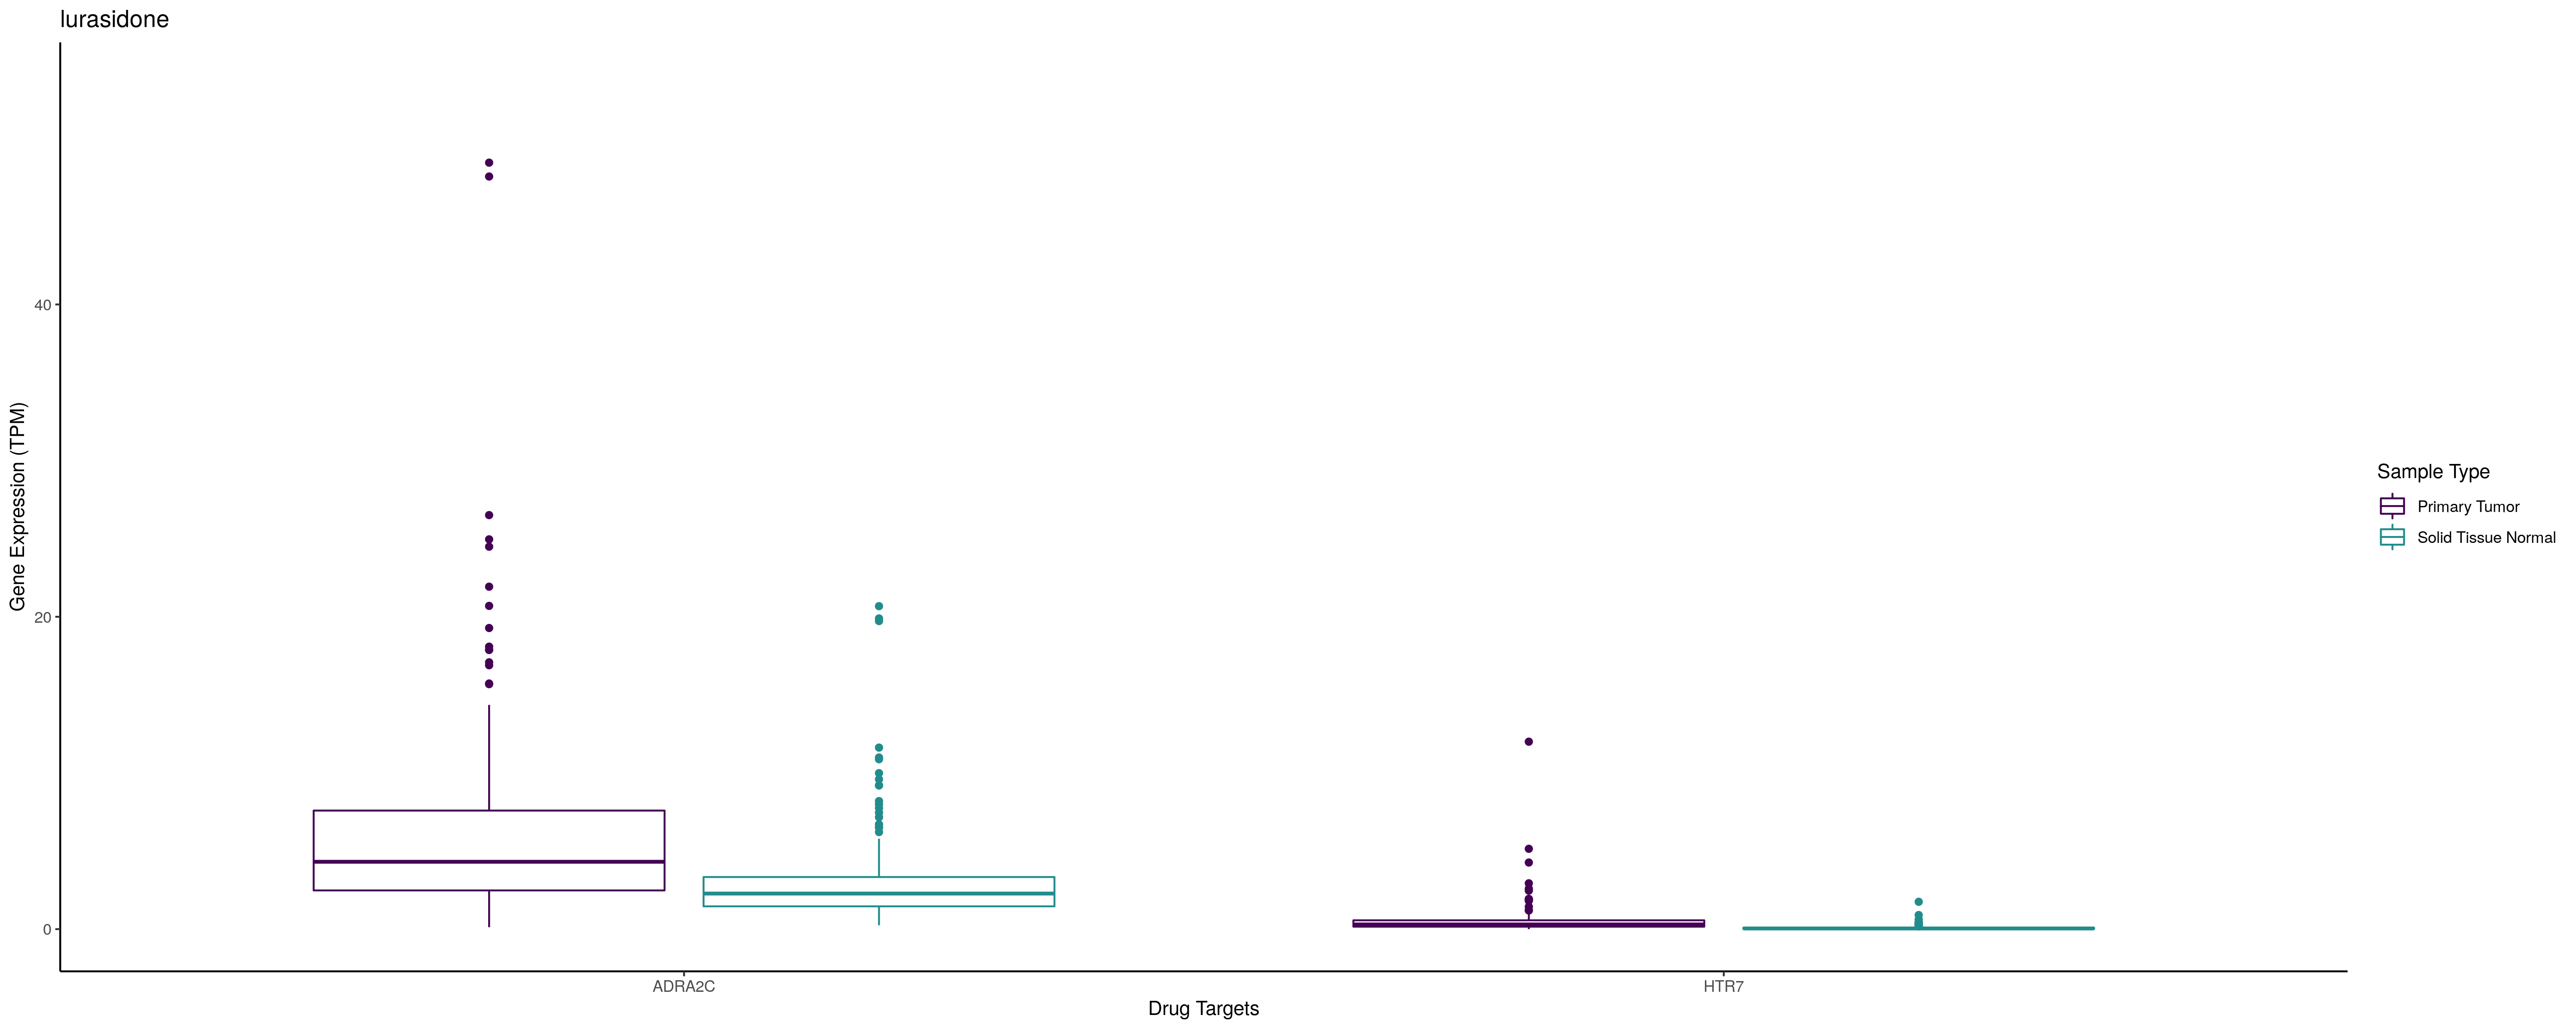 lurasidone
Gene Expression (TPM)
40
20
0
ADRA2C
HTR7
Drug Targets
Sample Type
Primary Tumor
Solid Tissue Normal